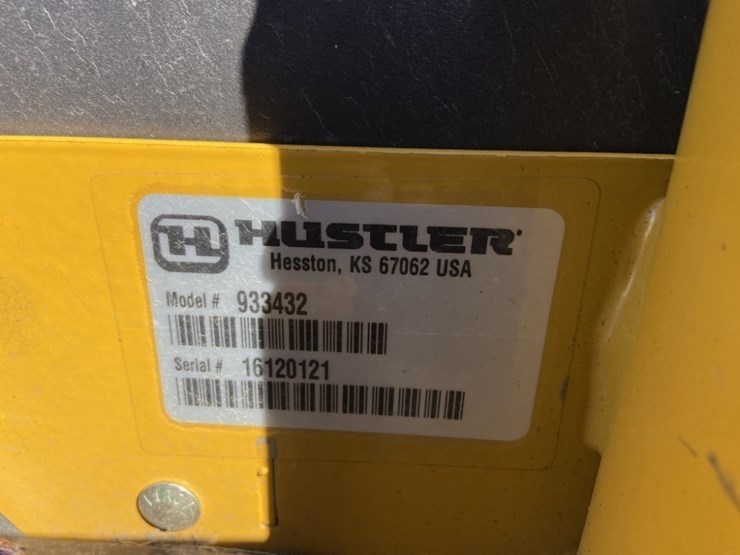 H HUSTLER
Hesston, KS 67062 USA
Model # 933432
Serial # 16120121